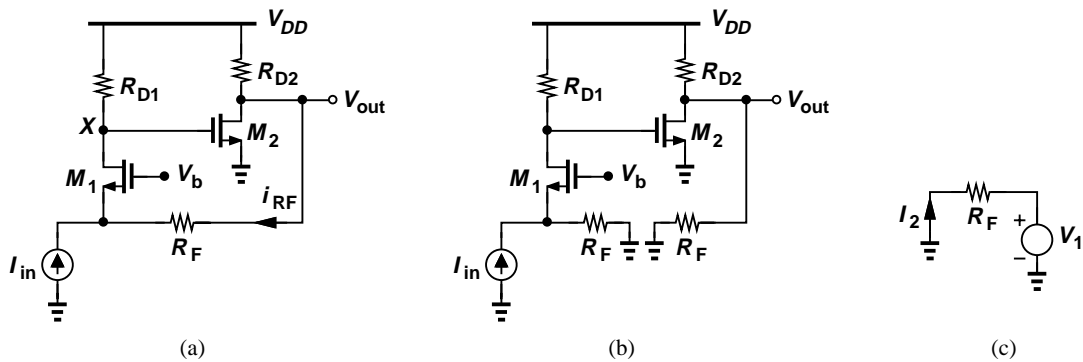 V_DD
R_D1
R_D2
V_out
X
M_2
M_1
V_b
i_RF
R_F
I_in
(a)
V_DD
R_D1
R_D2
V_out
M_2
M_1
V_b
R_F
R_F
I_in
(b)
I_2
R_F
+
−
V_1
(c)